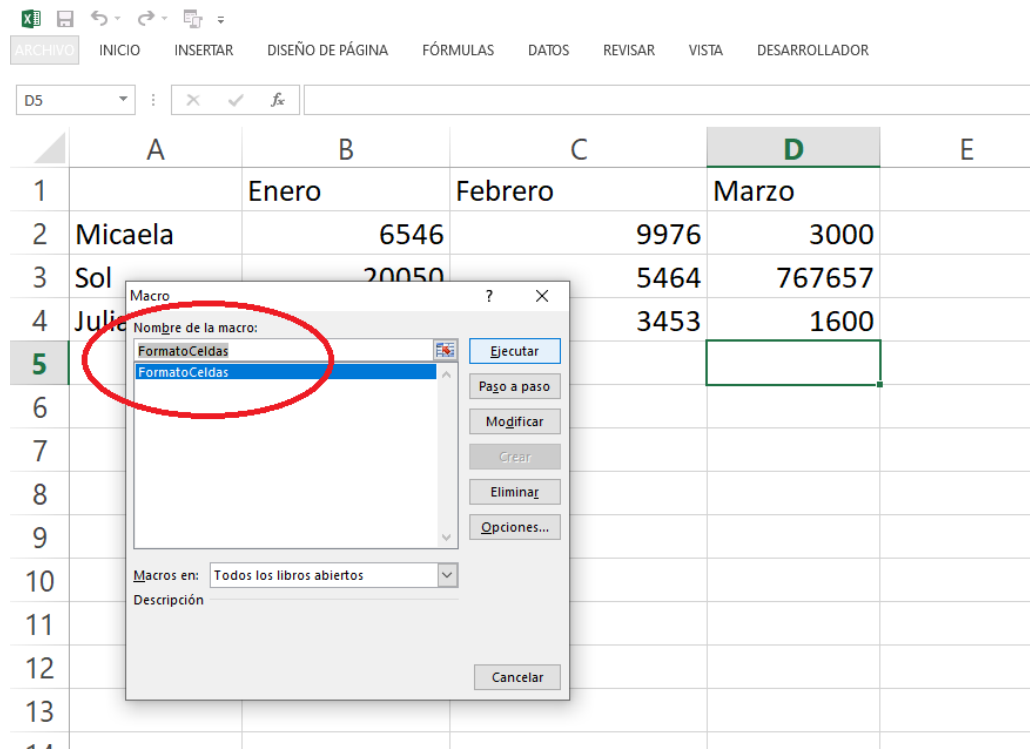 ARCHIVO INICIO INSERTAR DISEÑO DE PÁGINA FÓRMULAS DATOS REVISAR VISTA DESARROLLADOR
D5 fx
A B C D E
1 Enero Febrero Marzo
2 Micaela 6546 9976 3000
3 Sol 20050 5464 767657
4 3453 1600
Macro ?
Nombre de la macro:
FormatoCeldas Ejecutar
FormatoCeldas
Paso a paso
Modificar
Crear
Eliminar
Opciones...
Macros en: Todos los libros abiertos
Descripción
Cancelar
5
6
7
8
9
10
11
12
13